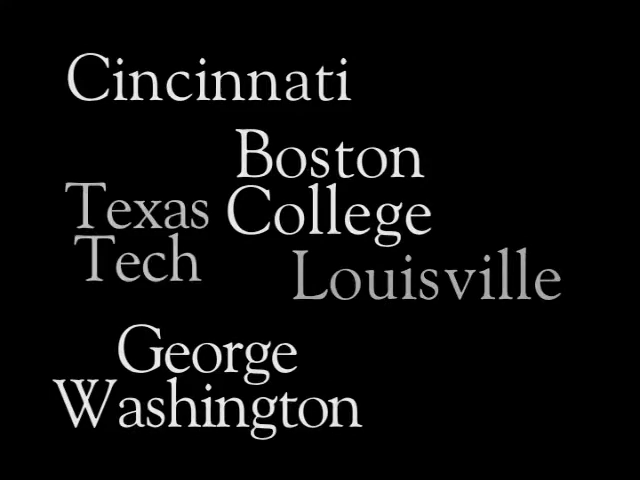 Cincinnati
Boston
College
Texas
Tech
Louisville
George
Washington